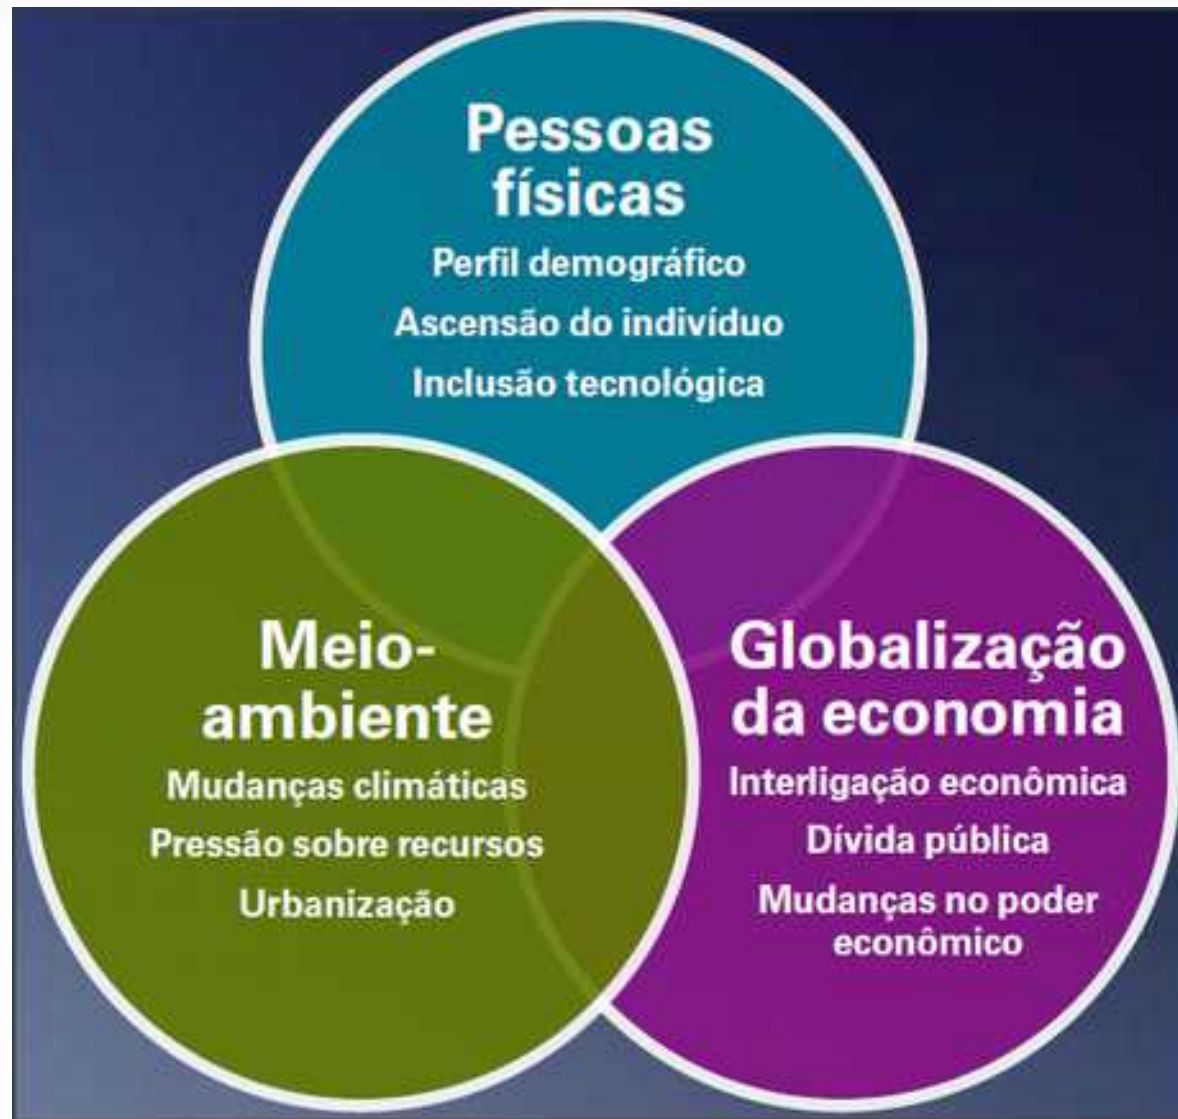 Pessoas
físicas
Perfil demográfico
Ascensão do indivíduo
Inclusão tecnológica
Meio-
ambiente
Mudanças climáticas
Pressão sobre recursos
Urbanização
Globalização
da economia
Interligação econômica
Dívida pública
Mudanças no poder
econômico